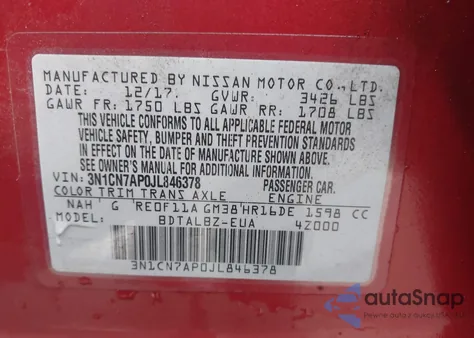 MANUFACTURED BY NISSAN MOTOR CO., LTD.
DATE: 12/17. GVWR: 3426 LBS
GAWR FR: 1750 LBS GAWR RR: 1708 LBS
THIS VEHICLE CONFORMS TO ALL APPLICABLE FEDERAL MOTOR
VEHICLE SAFETY, BUMPER AND THEFT PREVENTION STANDARDS
IN EFFECT ON THE DATE OF MANUFACTURE SHOWN ABOVE.
SEE OWNER'S MANUAL FOR ADDITIONAL INFORMATION.
VIN: 3N1CN7AP0JL846378 PASSENGER CAR.
COLOR TRIM TRANS AXLE ENGINE
NAH G RE0F11A GM38 HR16DE 1598 CC
MODEL: BDTALBZ-EUA 42000
3N1CN7AP0JL846378
autoSnap